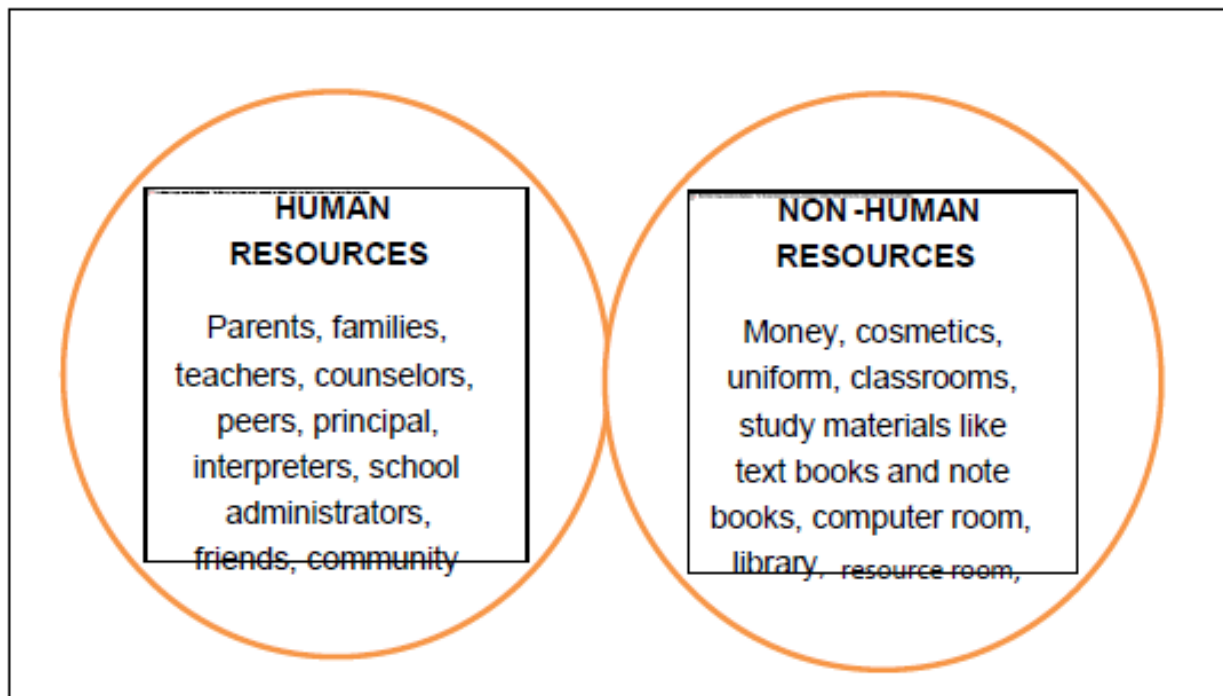 HUMAN
RESOURCES
Parents, families,
teachers, counselors,
peers, principal,
interpreters, school
administrators,
friends, community
NON -HUMAN
RESOURCES
Money, cosmetics,
uniform, classrooms,
study materials like
text books and note
books, computer room,
library, resource room,